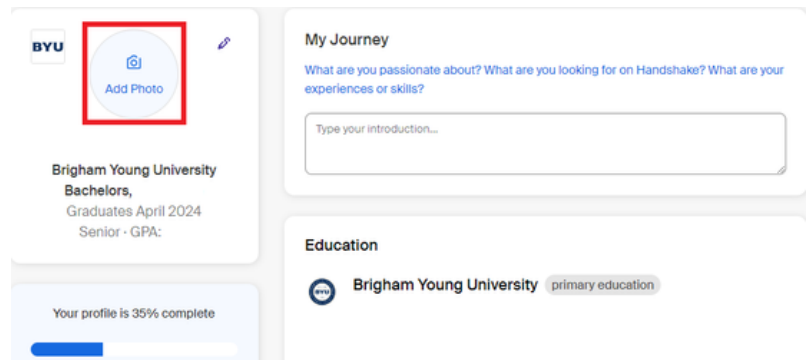 BYU
Add Photo
Brigham Young University
Bachelors,
Graduates April 2024
Senior · GPA:
Your profile is 35% complete
My Journey
What are you passionate about? What are you looking for on Handshake? What are your
experiences or skills?
Type your introduction...
Education
BYU
Brigham Young University primary education